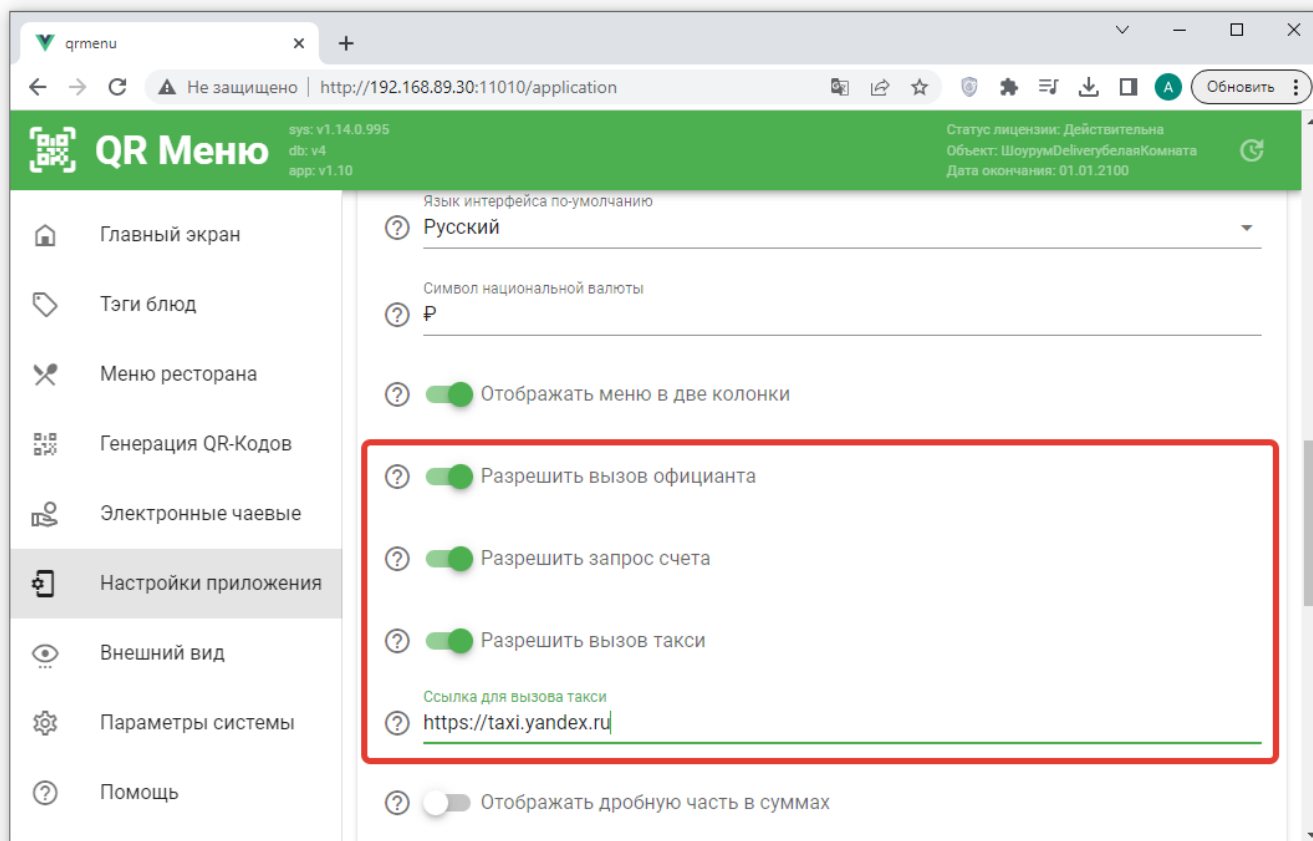 qrmenu
Не защищено
http://192.168.89.30:11010/application
А
Обновить
QR Меню
sys: v1.14.0.995
db: v4
app: v1.10
Статус лицензии: Действительна
Объект: ШоурумDeliveryбелаяКомната
Дата окончания: 01.01.2100
Главный экран
Тэги блюд
Меню ресторана
Генерация QR-Кодов
Электронные чаевые
Настройки приложения
Внешний вид
Параметры системы
Помощь
Язык интерфейса по-умолчанию
Русский
Символ национальной валюты
₽
Отображать меню в две колонки
Разрешить вызов официанта
Разрешить запрос счета
Разрешить вызов такси
Ссылка для вызова такси
https://taxi.yandex.ru
Отображать дробную часть в суммах